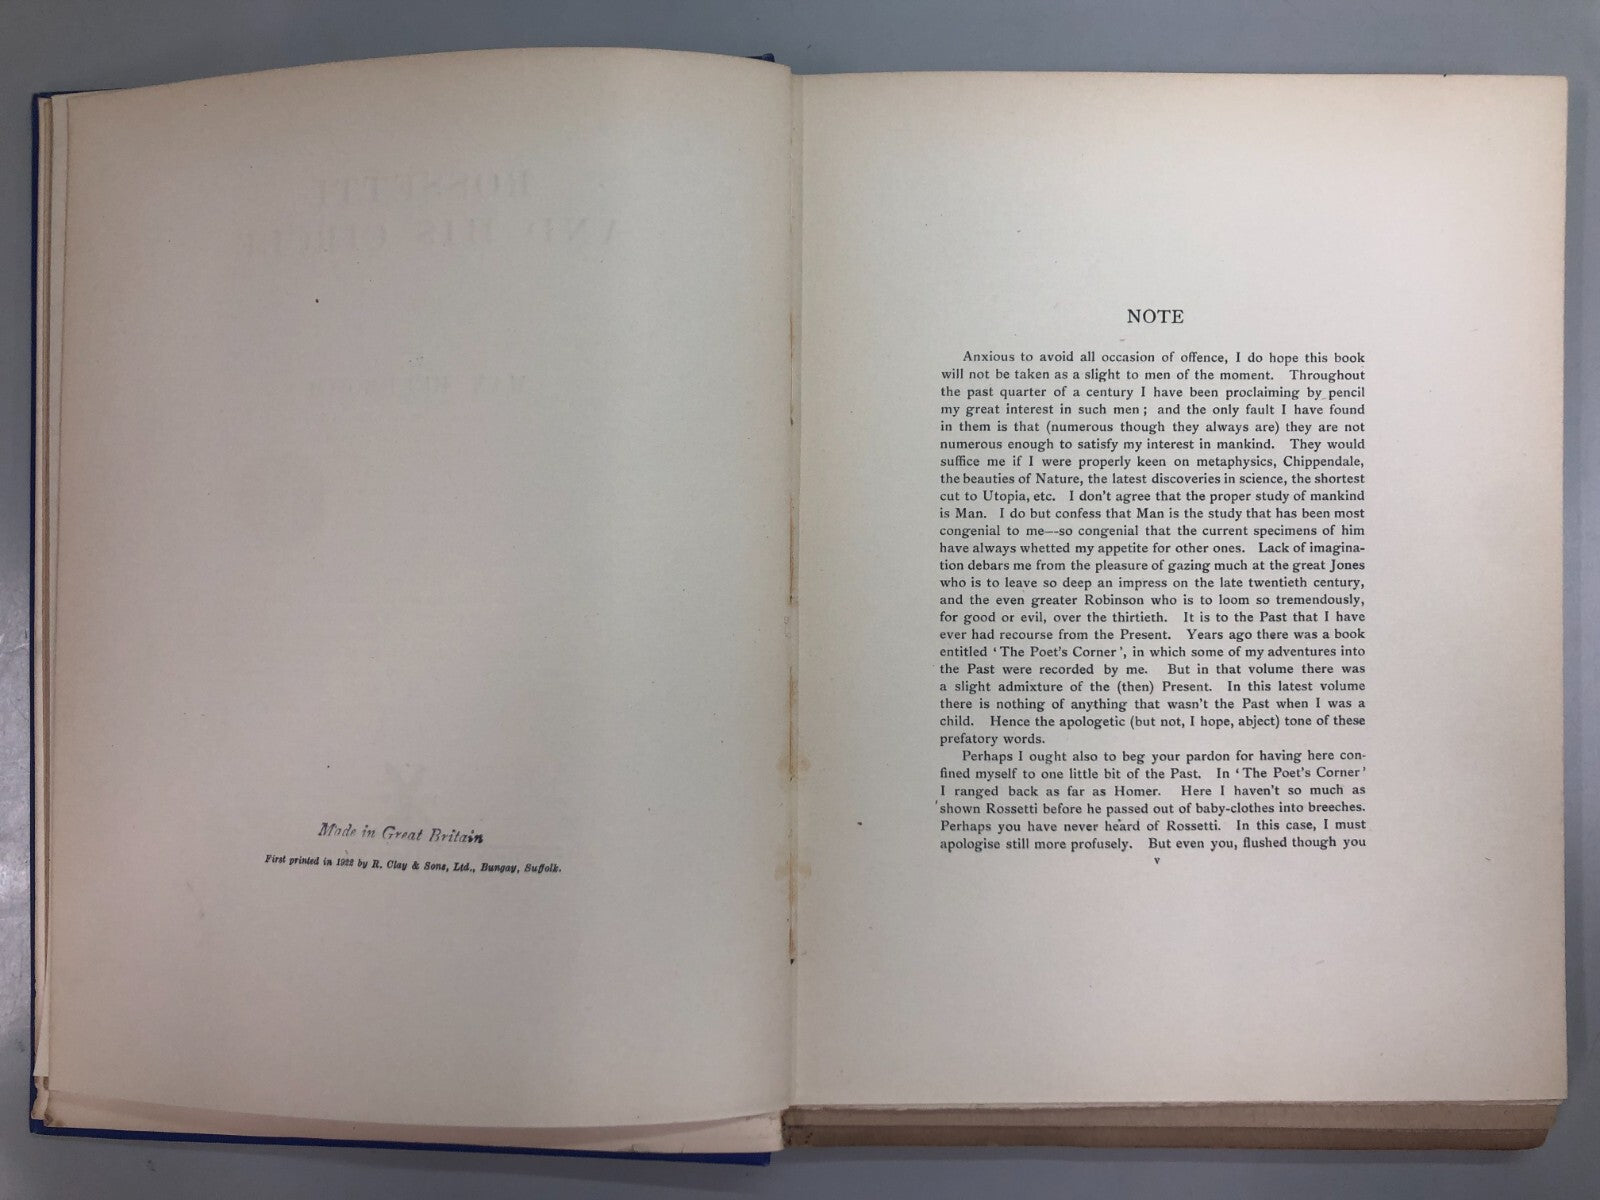 Made in Great Britain
First printed in 1922 by R. Clay & Sons, Ltd., Bungay, Suffolk.
NOTE
Anxious to avoid all occasion of offence, I do hope this book
will not be taken as a slight to men of the moment. Throughout
the past quarter of a century I have been proclaiming by pencil
my great interest in such men ; and the only fault I have found
in them is that (numerous though they always are) they are not
numerous enough to satisfy my interest in mankind. They would
suffice me if I were properly keen on metaphysics, Chippendale,
the beauties of Nature, the latest discoveries in science, the shortest
cut to Utopia, etc. I don't agree that the proper study of mankind
is Man. I do but confess that Man is the study that has been most
congenial to me—so congenial that the current specimens of him
have always whetted my appetite for other ones. Lack of imagina-
tion debars me from the pleasure of gazing much at the great Jones
who is to leave so deep an impress on the late twentieth century,
and the even greater Robinson who is to loom so tremendously,
for good or evil, over the thirtieth. It is to the Past that I have
ever had recourse from the Present. Years ago there was a book
entitled ‘ The Poet's Corner ’, in which some of my adventures into
the Past were recorded by me. But in that volume there was
a slight admixture of the (then) Present. In this latest volume
there is nothing of anything that wasn't the Past when I was a
child. Hence the apologetic (but not, I hope, abject) tone of these
prefatory words.
Perhaps I ought also to beg your pardon for having here con-
fined myself to one little bit of the Past. In ‘ The Poet's Corner ’
I ranged back as far as Homer. Here I haven't so much as
shown Rossetti before he passed out of baby-clothes into breeches.
Perhaps you have never heard of Rossetti. In this case, I must
apologise still more profusely. But even you, flushed though you
v